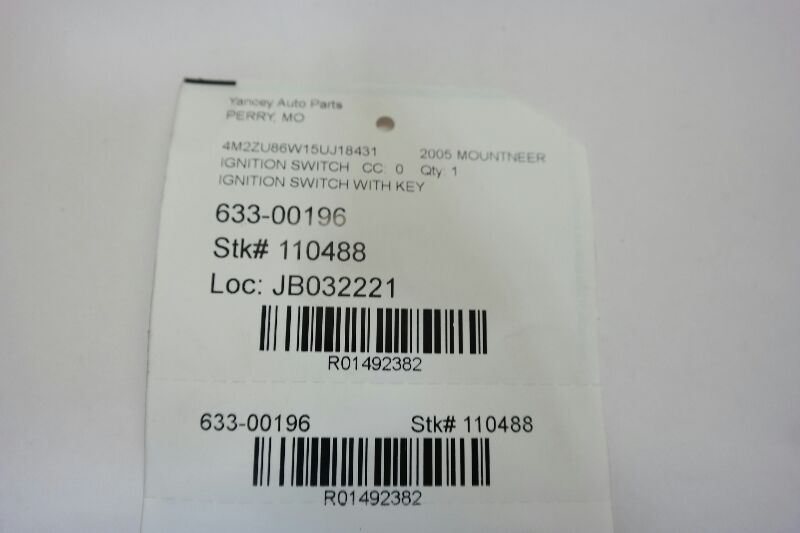 Yancey Auto Parts
PERRY, MO
4M2ZU86W15UJ18431 2005 MOUNTNEER
IGNITION SWITCH CC: 0 Qty: 1
IGNITION SWITCH WITH KEY
633-00196
Stk# 110488
Loc: JB032221
R01492382
633-00196 Stk# 110488
R01492382